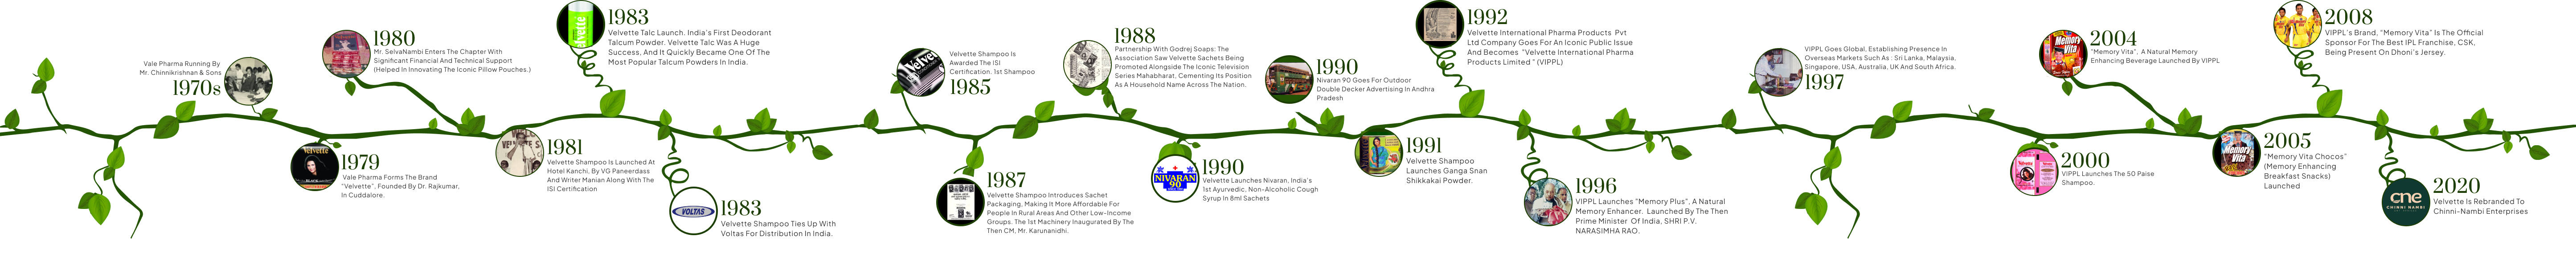 Vale Pharma Running By
Mr. Chinnikrishnan & Sons
1970s
1979
Vale Pharma Forms The Brand
"Velvette", Founded By Dr. Rajkumar,
In Cuddalore.
1980
Mr. SelvaNambi Enters The Chapter With
Significant Financial And Technical Support
(Helped In Innovating The Iconic Pillow Pouches.)
1981
Velvette Shampoo Is Launched At
Hotel Kanchi, By VG Paneerdass
And Writer Manian Along With The
ISI Certification
1983
Velvette Talc Launch. India's First Deodorant
Talcum Powder. Velvette Talc Was A Huge
Success, And It Quickly Became One Of The
Most Popular Talcum Powders In India.
VOLTAS
1983
Velvette Shampoo Ties Up With
Voltas For Distribution In India.
Velvette Shampoo Is
Awarded The ISI
Certification. 1st Shampoo
1985
1987
Velvette Shampoo Introduces Sachet
Packaging, Making It More Affordable For
People In Rural Areas And Other Low-Income
Groups. The 1st Machinery Inaugurated By The
Then CM, Mr. Karunanidhi.
1988
Partnership With Godrej Soaps: The
Association Saw Velvette Sachets Being
Promoted Alongside The Iconic Television
Series Mahabharat, Cementing Its Position
As A Household Name Across The Nation.
NIVARAN
90
1990
Velvette Launches Nivaran, India's
1st Ayurvedic, Non-Alcoholic Cough
Syrup In 8ml Sachets
1990
Nivaran 90 Goes For Outdoor
Double Decker Advertising In Andhra
Pradesh
1991
Velvette Shampoo
Launches Ganga Snan
Shikkakai Powder.
1992
Velvette International Pharma Products Pvt
Ltd Company Goes For An Iconic Public Issue
And Becomes "Velvette International Pharma
Products Limited " (VIPPL)
1996
VIPPL Launches "Memory Plus", A Natural
Memory Enhancer. Launched By The Then
Prime Minister Of India, SHRI P.V.
NARASIMHA RAO.
VIPPL Goes Global, Establishing Presence In
Overseas Markets Such As : Sri Lanka, Malaysia,
Singapore, USA, Australia, UK And South Africa.
1997
2000
VIPPL Launches The 50 Paise
Shampoo.
Memory
Vita
2004
"Memory Vita", A Natural Memory
Enhancing Beverage Launched By VIPPL
Memory
Vita
2005
"Memory Vita Chocos"
(Memory Enhancing
Breakfast Snacks)
Launched
2008
VIPPL's Brand, "Memory Vita" Is The Official
Sponsor For The Best IPL Franchise, CSK,
Being Present On Dhoni's Jersey.
cne
CHINNI NAMBI
2020
Velvette Is Rebranded To
Chinni-Nambi Enterprises